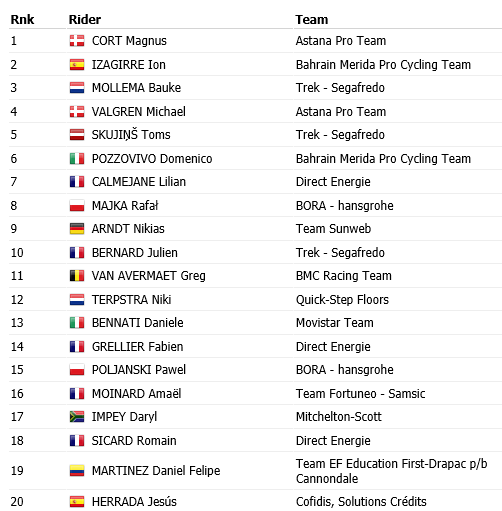 Rnk Rider Team
1 CORT Magnus Astana Pro Team
2 IZAGIRRE Ion Bahrain Merida Pro Cycling Team
3 MOLLEMA Bauke Trek - Segafredo
4 VALGREN Michael Astana Pro Team
5 SKUJIŅŠ Toms Trek - Segafredo
6 POZZOVIVO Domenico Bahrain Merida Pro Cycling Team
7 CALMEJANE Lilian Direct Energie
8 MAJKA Rafał BORA - hansgrohe
9 ARNDT Nikias Team Sunweb
10 BERNARD Julien Trek - Segafredo
11 VAN AVERMAET Greg BMC Racing Team
12 TERPSTRA Niki Quick-Step Floors
13 BENNATI Daniele Movistar Team
14 GRELLIER Fabien Direct Energie
15 POLJANSKI Pawel BORA - hansgrohe
16 MOINARD Amaël Team Fortuneo - Samsic
17 IMPEY Daryl Mitchelton-Scott
18 SICARD Romain Direct Energie
19 MARTINEZ Daniel Felipe Team EF Education First-Drapac p/b
Cannondale
20 HERRADA Jesús Cofidis, Solutions Crédits